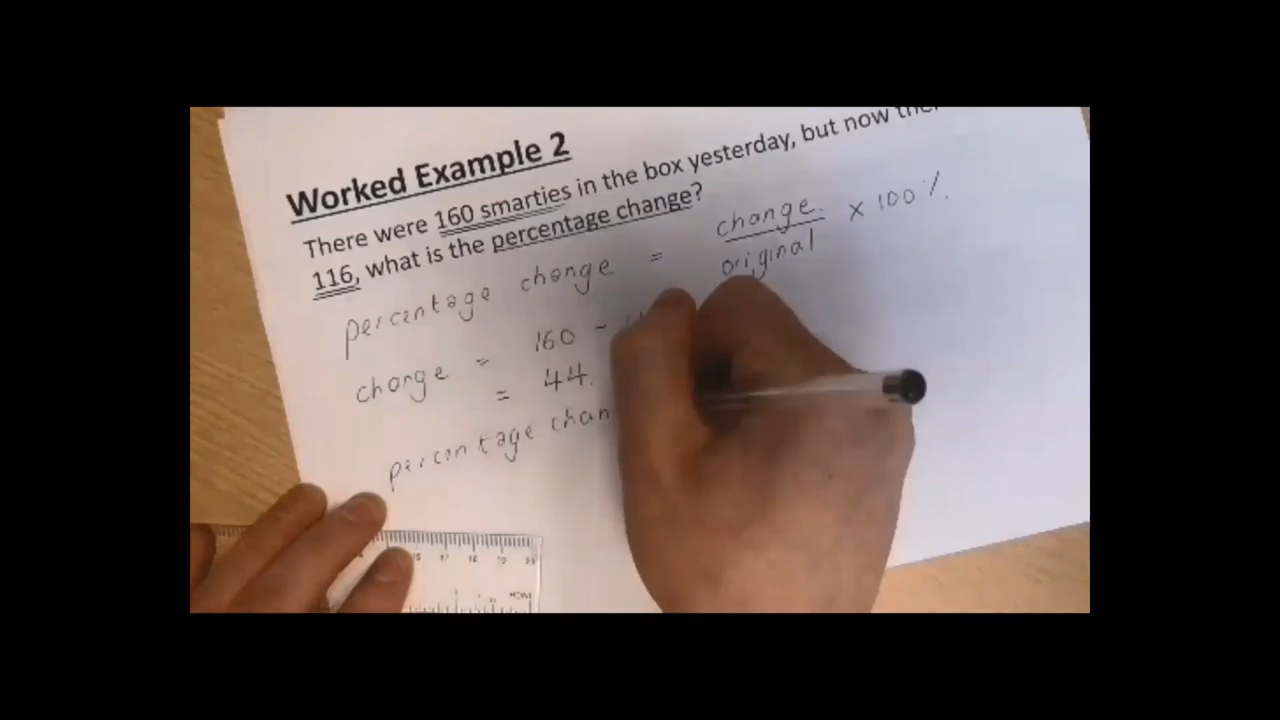 Worked Example 2
There were 160 smarties in the box yesterday, but now
116, what is the percentage change?
percentage change = change / original × 100%.
change = 160 -
= 44.
percentage chan